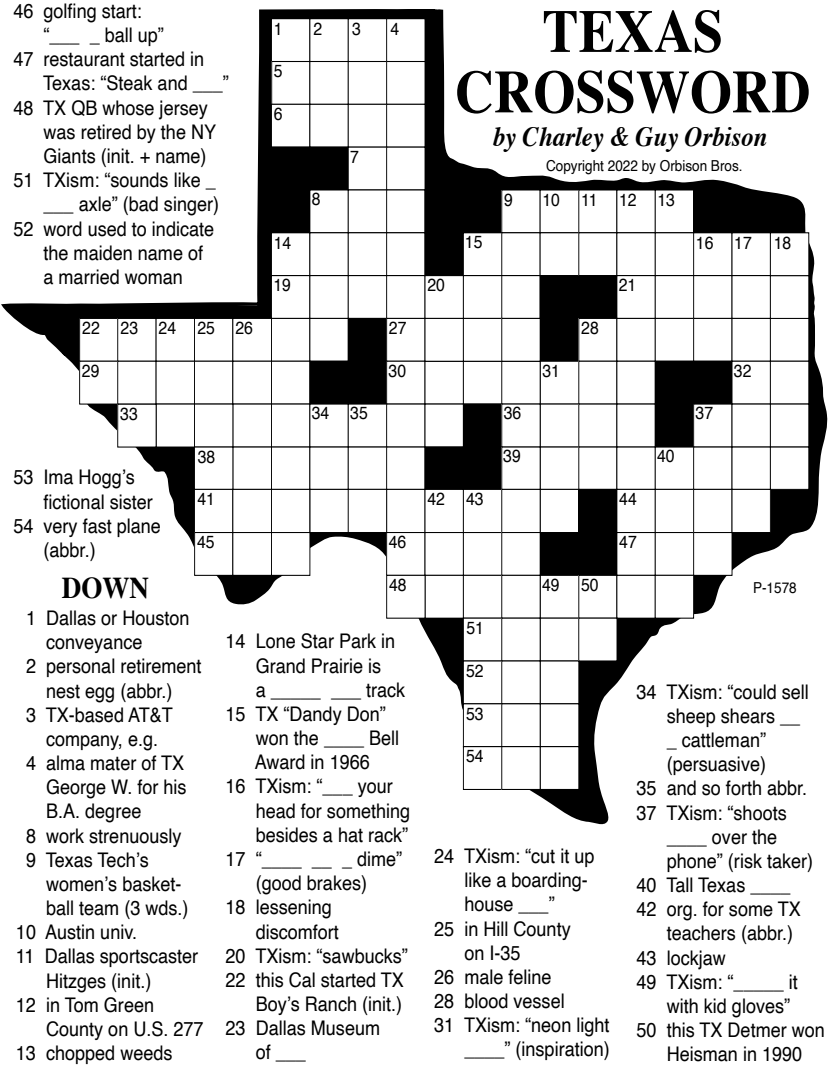 46 golfing start:
"___ _ ball up"
47 restaurant started in
Texas: "Steak and ___"
48 TX QB whose jersey
was retired by the NY
Giants (init. + name)
51 TXism: "sounds like _
___ axle" (bad singer)
52 word used to indicate
the maiden name of
a married woman
TEXAS
CROSSWORD
by Charley & Guy Orbison
Copyright 2022 by Orbison Bros.
1 2 3 4
5
6
7
8 9 10 11 12 13
14 15 16 17 18
19 20 21
22 23 24 25 26 27 28
29 30 31 32
33 34 35 36 37
38 39 40
41 42 43 44
45 46 47
48 49 50
51
52
53
54
P-1578
53 Ima Hogg's
fictional sister
54 very fast plane
(abbr.)
DOWN
1 Dallas or Houston
conveyance
2 personal retirement
nest egg (abbr.)
3 TX-based AT&T
company, e.g.
4 alma mater of TX
George W. for his
B.A. degree
8 work strenuously
9 Texas Tech's
women's basket-
ball team (3 wds.)
10 Austin univ.
11 Dallas sportscaster
Hitzges (init.)
12 in Tom Green
County on U.S. 277
13 chopped weeds
14 Lone Star Park in
Grand Prairie is
a _____ ___ track
15 TX "Dandy Don"
won the ____ Bell
Award in 1966
16 TXism: "___ your
head for something
besides a hat rack"
17 "____ __ _ dime"
(good brakes)
18 lessening
discomfort
20 TXism: "sawbucks"
22 this Cal started TX
Boy's Ranch (init.)
23 Dallas Museum
of ___
24 TXism: "cut it up
like a boarding-
house ___"
25 in Hill County
on I-35
26 male feline
28 blood vessel
31 TXism: "neon light
____" (inspiration)
34 TXism: "could sell
sheep shears __
_ cattleman"
(persuasive)
35 and so forth abbr.
37 TXism: "shoots
____ over the
phone" (risk taker)
40 Tall Texas ____
42 org. for some TX
teachers (abbr.)
43 lockjaw
49 TXism: "_____ it
with kid gloves"
50 this TX Detmer won
Heisman in 1990